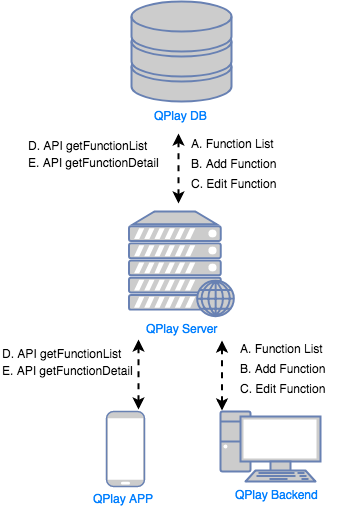 QPlay DB
D. API getFunctionList
E. API getFunctionDetail
A. Function List
B. Add Function
C. Edit Function
QPlay Server
D. API getFunctionList
E. API getFunctionDetail
A. Function List
B. Add Function
C. Edit Function
QPlay APP
QPlay Backend